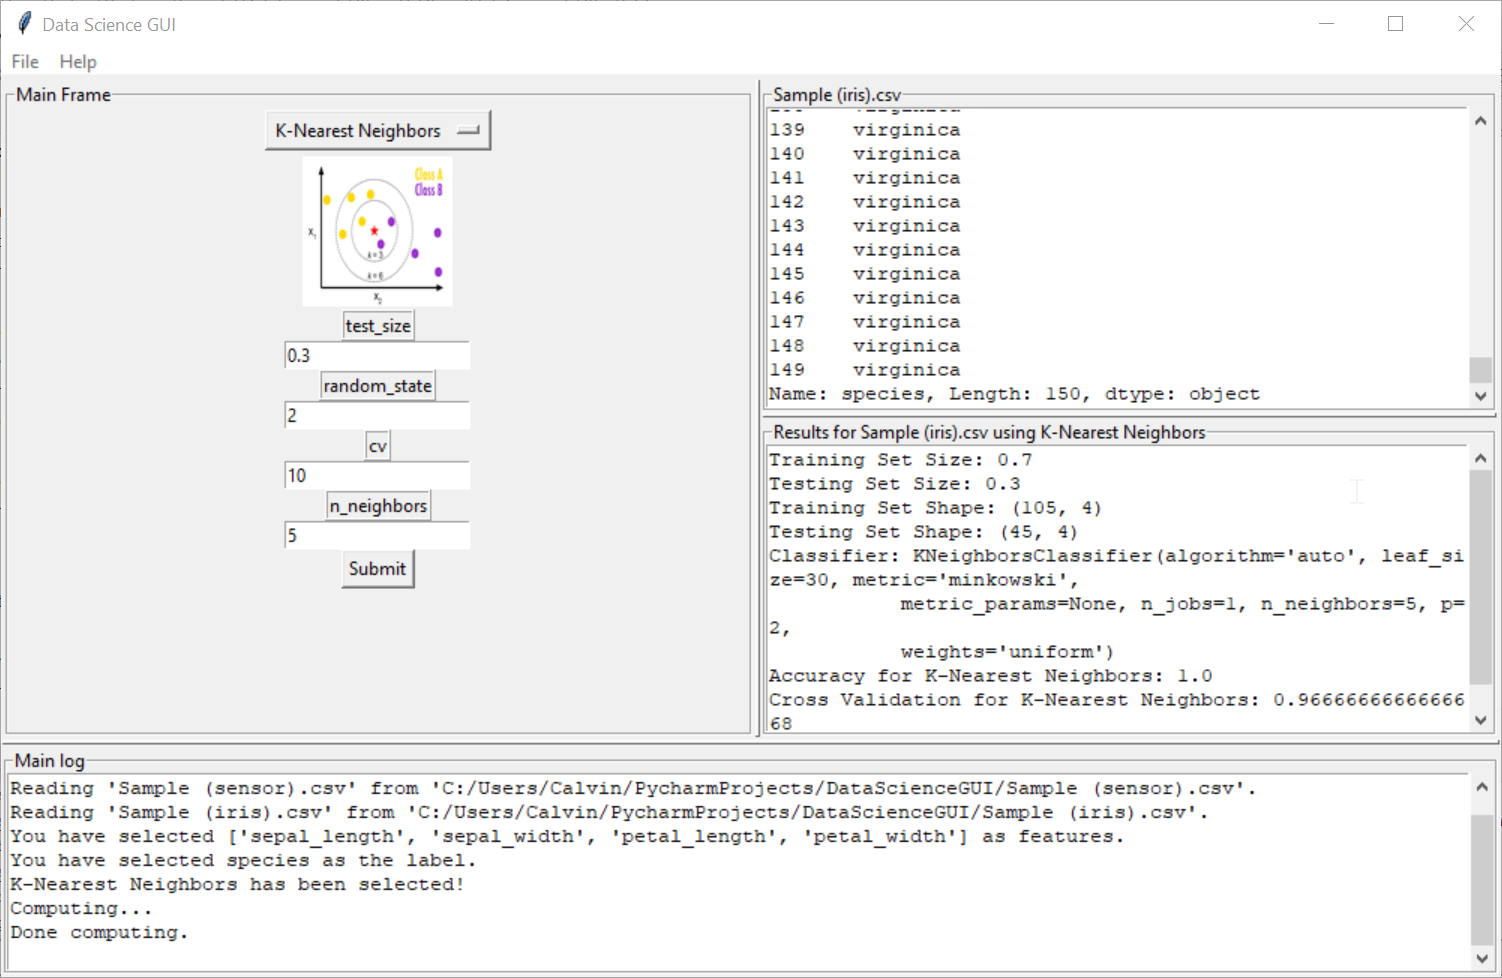 Data Science GUI
File Help
Main Frame
K-Nearest Neighbors
Class A
Class B
X1
k=3
k=6
X2
test_size
0.3
random_state
2
cv
10
n_neighbors
5
Submit
Sample (iris).csv
139 virginica
140 virginica
141 virginica
142 virginica
143 virginica
144 virginica
145 virginica
146 virginica
147 virginica
148 virginica
149 virginica
Name: species, Length: 150, dtype: object
Results for Sample (iris).csv using K-Nearest Neighbors
Training Set Size: 0.7
Testing Set Size: 0.3
Training Set Shape: (105, 4)
Testing Set Shape: (45, 4)
Classifier: KNeighborsClassifier(algorithm='auto', leaf_si
ze=30, metric='minkowski',
metric_params=None, n_jobs=1, n_neighbors=5, p=
2,
weights='uniform')
Accuracy for K-Nearest Neighbors: 1.0
Cross Validation for K-Nearest Neighbors: 0.96666666666666
68
Main log
Reading 'Sample (sensor).csv' from 'C:/Users/Calvin/PycharmProjects/DataScienceGUI/Sample (sensor).csv'.
Reading 'Sample (iris).csv' from 'C:/Users/Calvin/PycharmProjects/DataScienceGUI/Sample (iris).csv'.
You have selected ['sepal_length', 'sepal_width', 'petal_length', 'petal_width'] as features.
You have selected species as the label.
K-Nearest Neighbors has been selected!
Computing...
Done computing.